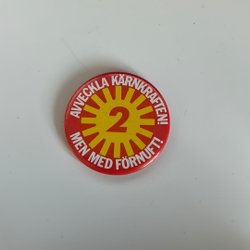 AVVECKLA KÄRNKRAFTEN!
2
MEN MED FÖRNUFT!